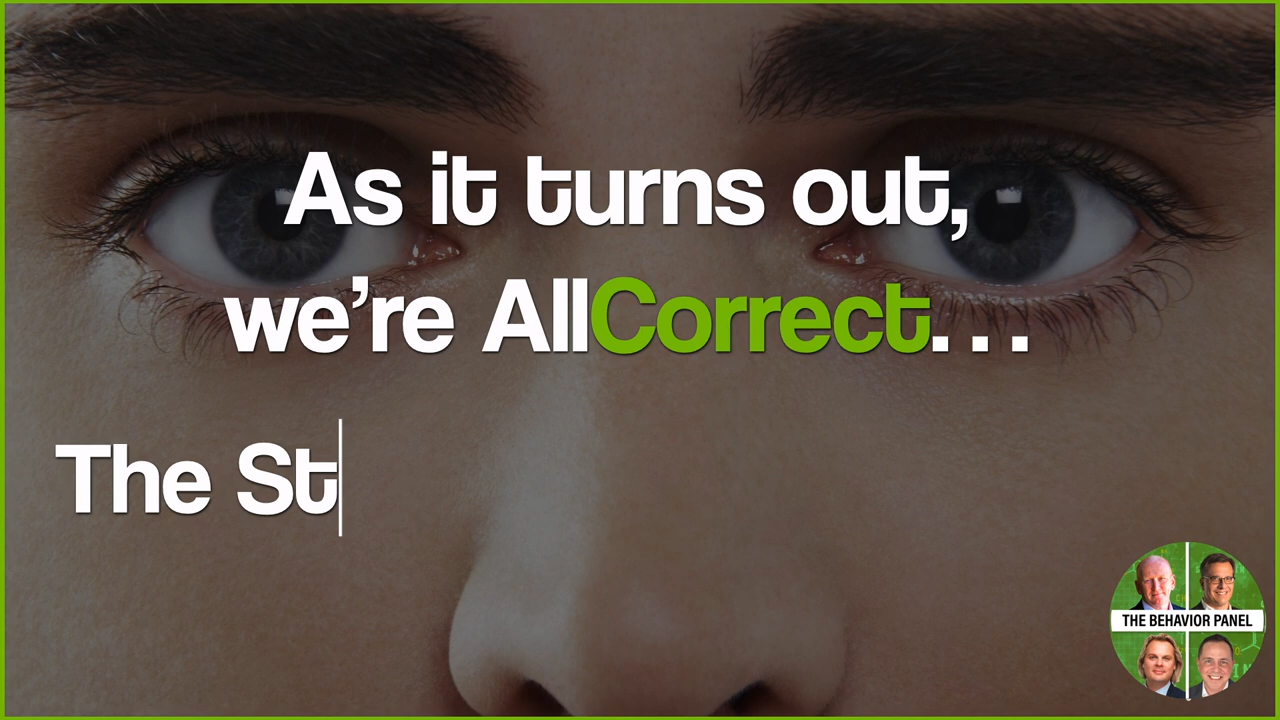 As it turns out,
we're AllCorrect...
The St
THE BEHAVIOR PANEL